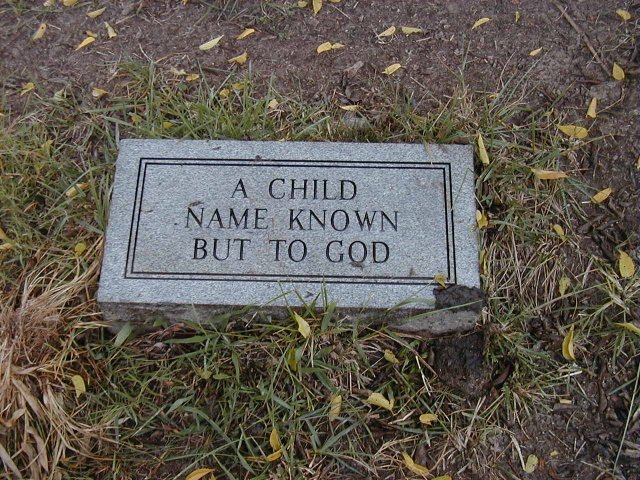 A CHILD
NAME KNOWN
BUT TO GOD